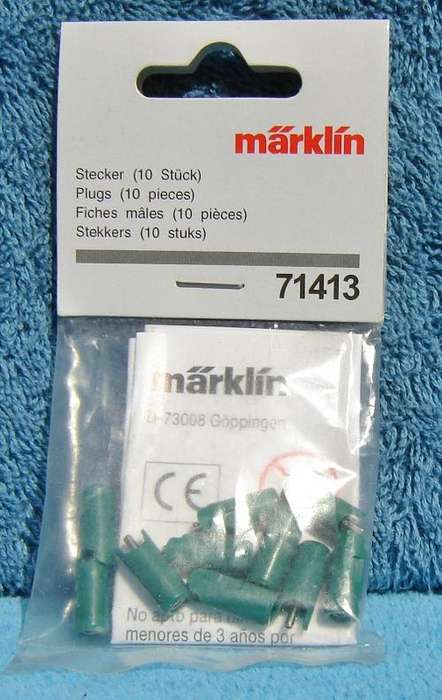 märklin
Stecker (10 Stück)
Plugs (10 pieces)
Fiches mâles (10 pièces)
Stekkers (10 stuks)
71413
märklin
D-73008 Göppingen
CE
No apto para
menores de 3 años por